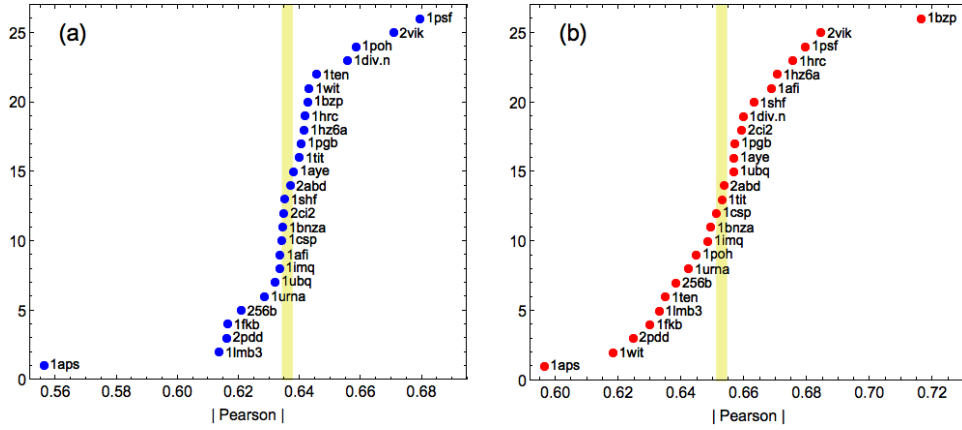 (a)
25
20
15
10
5
0
1psf
2vik
1poh
1div.n
1ten
1wit
1bzp
1hrc
1hz6a
1pgb
1tit
1aye
2abd
1shf
2ci2
1bnza
1csp
1afi
1imq
1ubq
1urna
256b
1fkb
2pdd
1lmb3
1aps
0.56 0.58 0.60 0.62 0.64 0.66 0.68
| Pearson |
(b)
25
20
15
10
5
0
1bzp
2vik
1psf
1hrc
1hz6a
1afi
1shf
1div.n
2ci2
1pgb
1aye
1ubq
2abd
1tit
1csp
1bnza
1imq
1poh
1urna
256b
1ten
1lmb3
1fkb
2pdd
1wit
1aps
0.60 0.62 0.64 0.66 0.68 0.70 0.72
| Pearson |